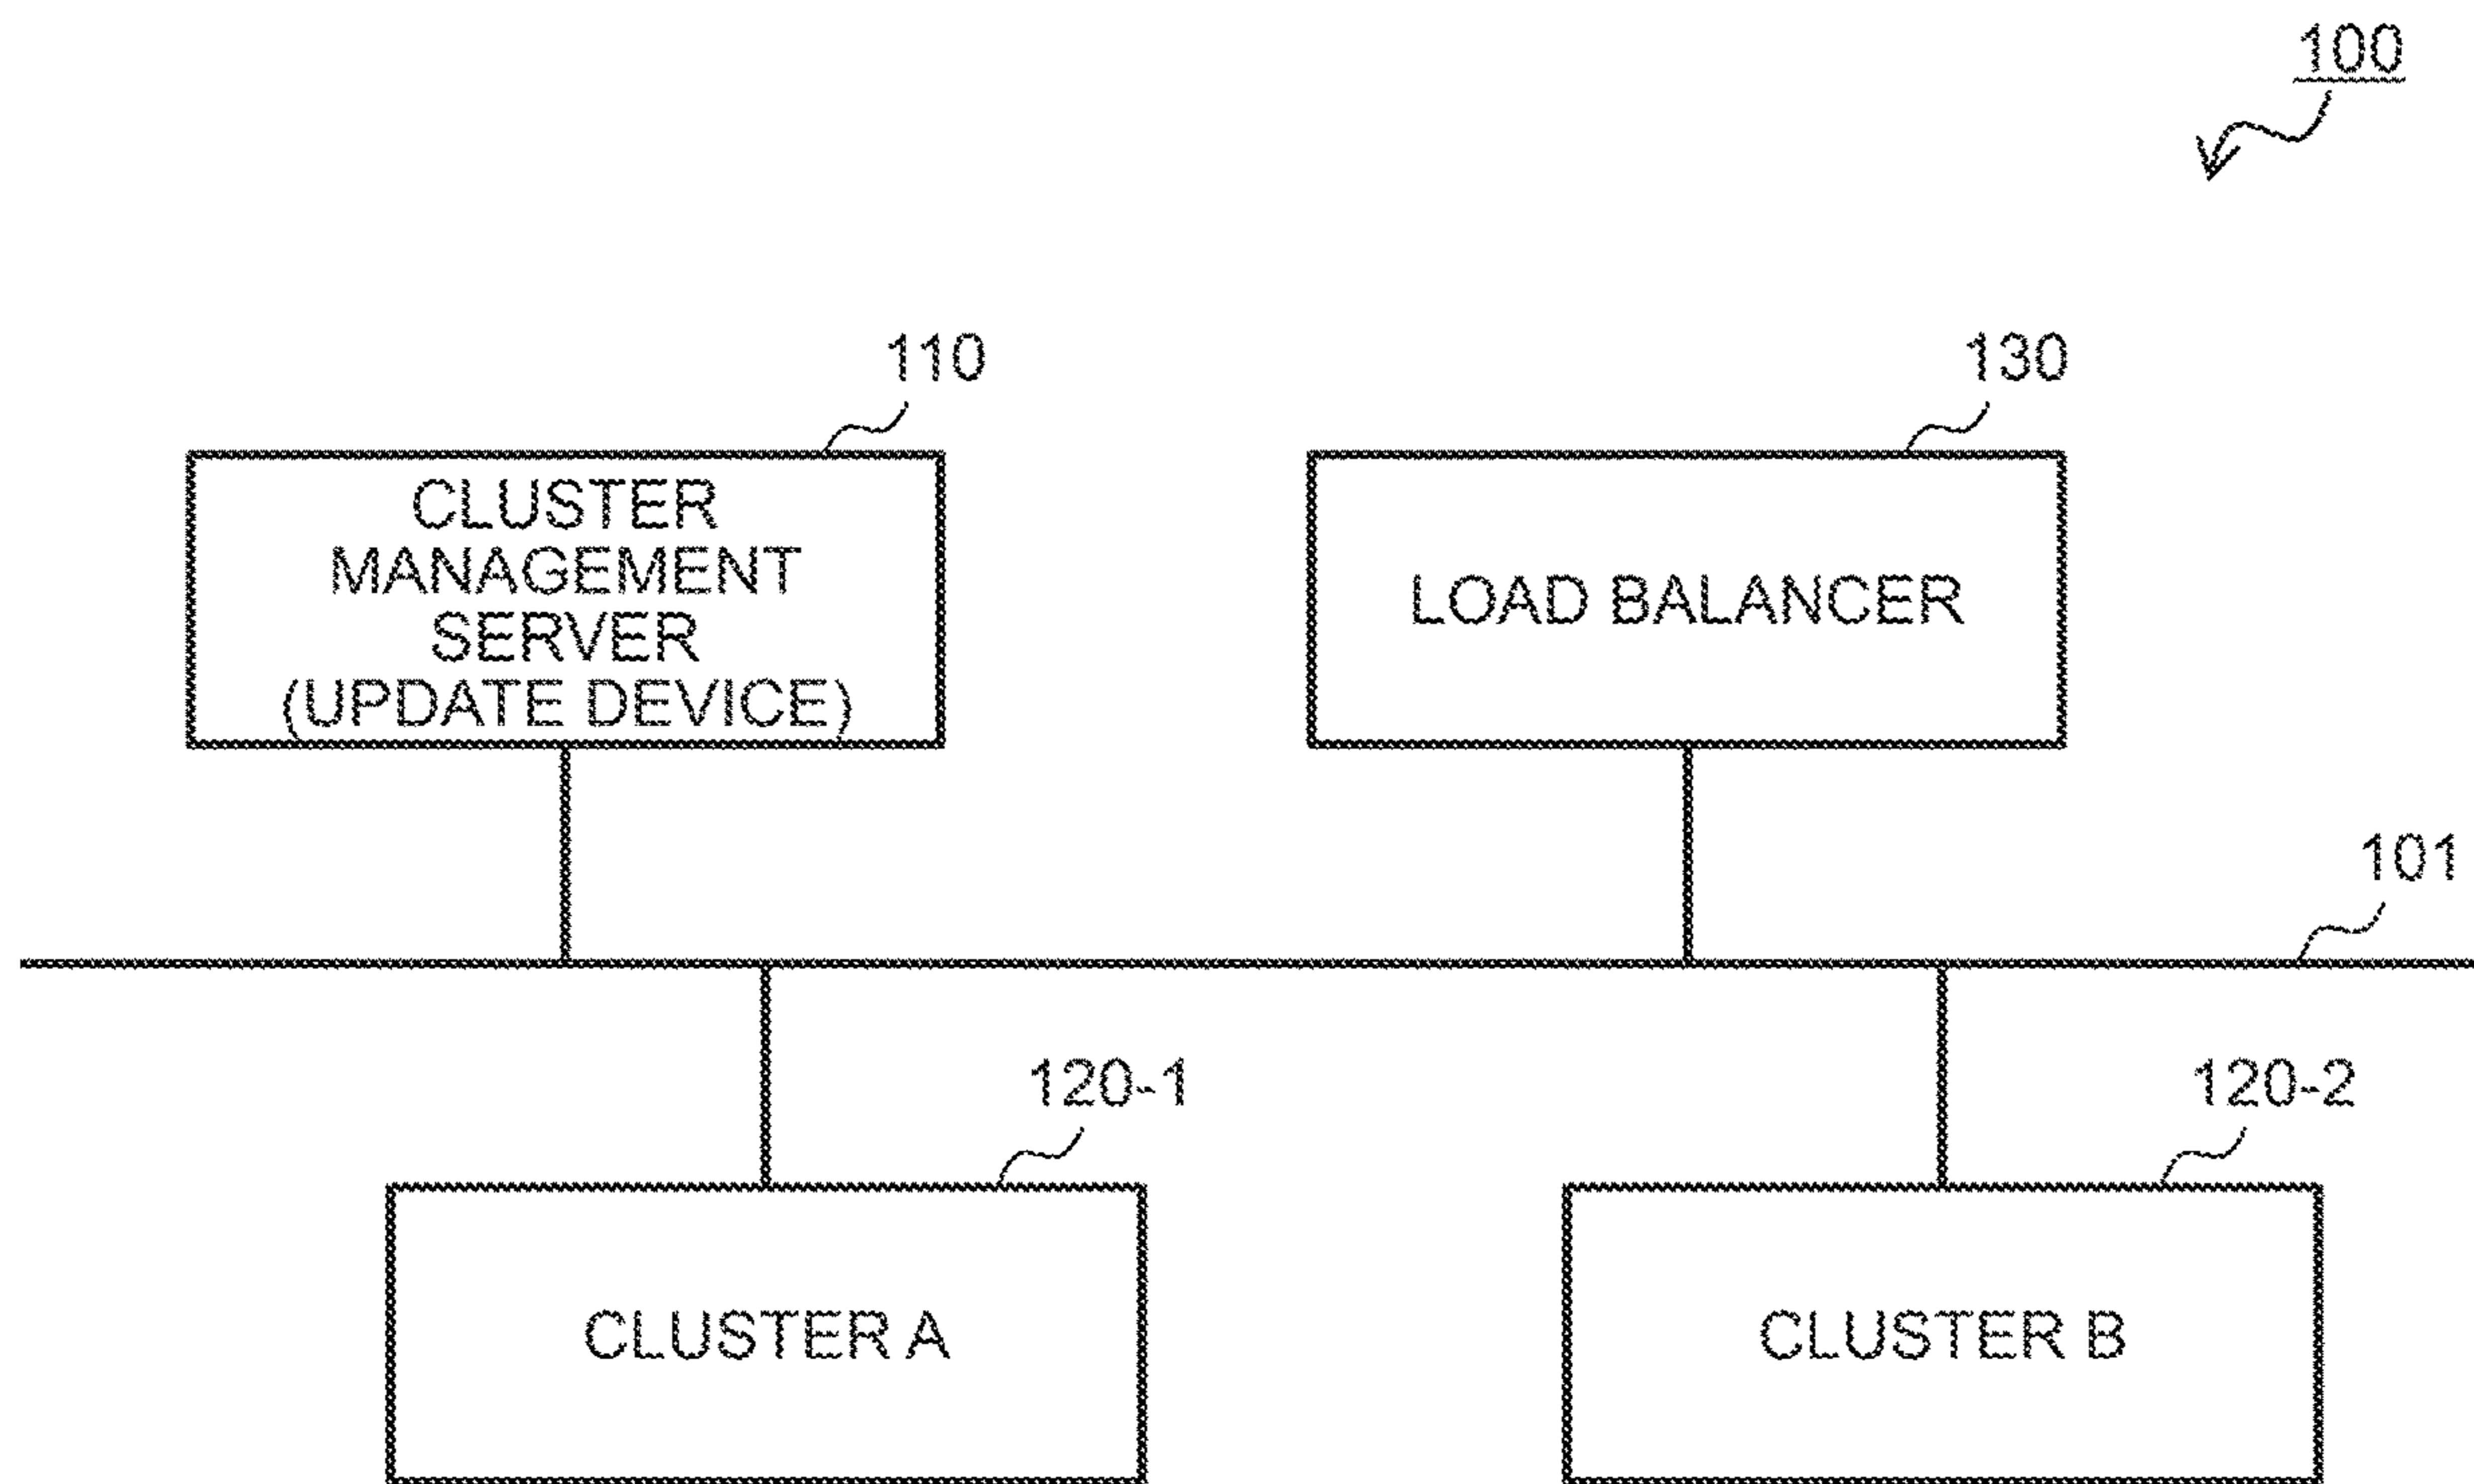 100
110
130
CLUSTER
MANAGEMENT
SERVER
(UPDATE DEVICE)
LOAD BALANCER
101
120-1
120-2
CLUSTER A
CLUSTER B